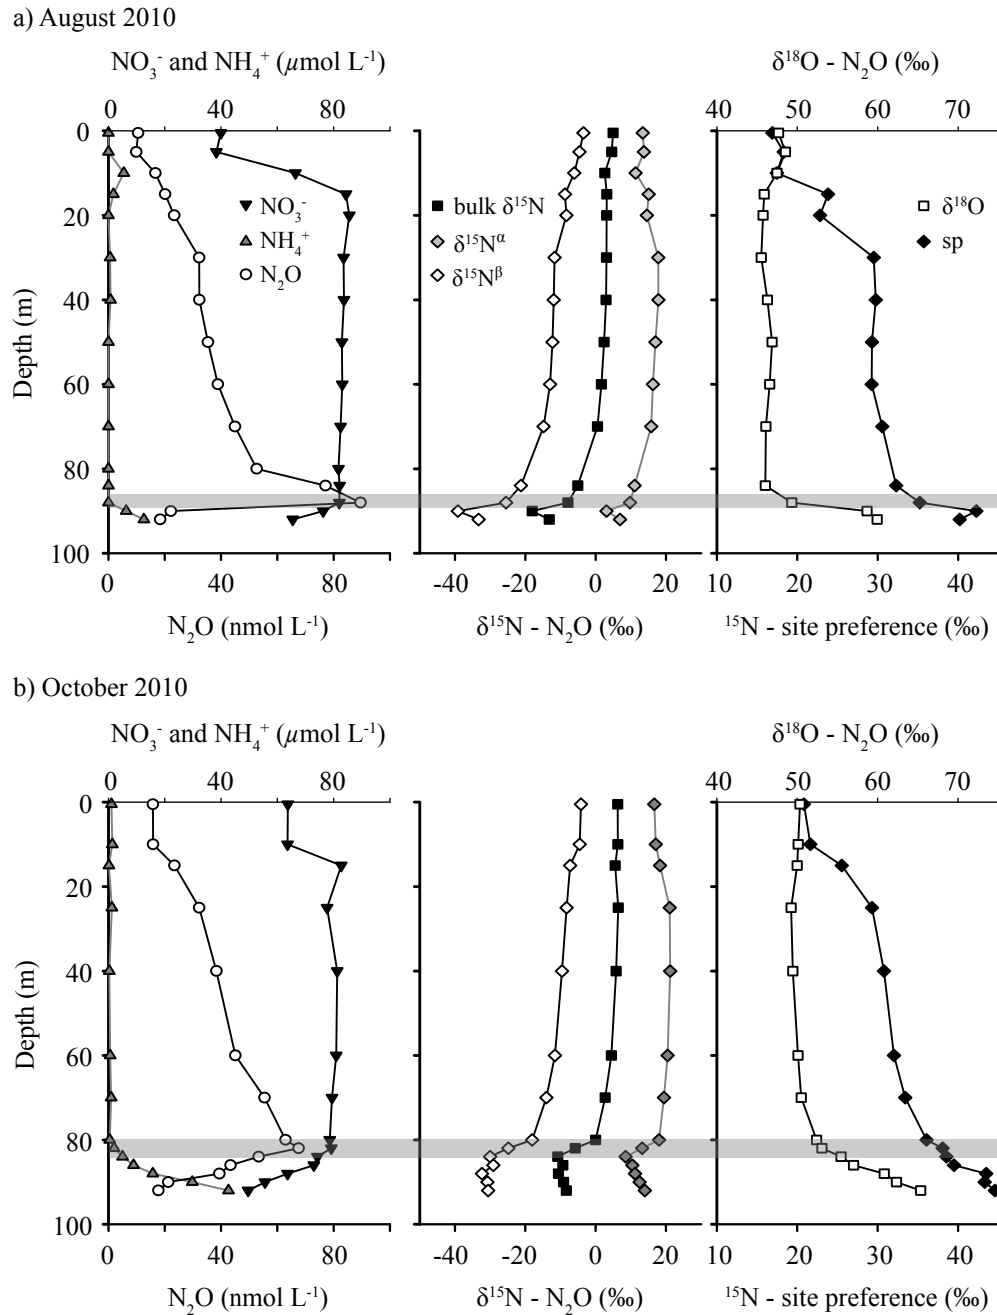 a) August 2010
NO₃⁻ and NH₄⁺ (µmol L⁻¹)
δ¹⁸O - N₂O (‰)
0 40 80
40 50 60 70
Depth (m)
0
20
40
60
80
100
NO₃⁻
NH₄⁺
N₂O
bulk δ¹⁵N
δ¹⁵Nᵅ
δ¹⁵Nᵝ
δ¹⁸O
sp
0 40 80
-40 -20 0 20
10 20 30 40
N₂O (nmol L⁻¹)
δ¹⁵N - N₂O (‰)
¹⁵N - site preference (‰)
b) October 2010
NO₃⁻ and NH₄⁺ (µmol L⁻¹)
δ¹⁸O - N₂O (‰)
0 40 80
40 50 60 70
Depth (m)
0
20
40
60
80
100
0 40 80
-40 -20 0 20
10 20 30 40
N₂O (nmol L⁻¹)
δ¹⁵N - N₂O (‰)
¹⁵N - site preference (‰)